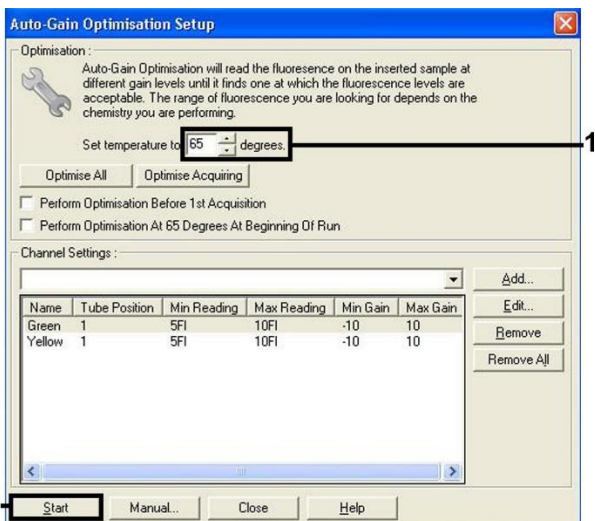 Auto-Gain Optimisation Setup
Optimisation :
Auto-Gain Optimisation will read the fluoresence on the inserted sample at
different gain levels until it finds one at which the fluorescence levels are
acceptable. The range of fluorescence you are looking for depends on the
chemistry you are performing.
Set temperature to 65 degrees.
1
Optimise All Optimise Acquiring
Perform Optimisation Before 1st Acquisition
Perform Optimisation At 65 Degrees At Beginning Of Run
Channel Settings :
Add...
Name Tube Position Min Reading Max Reading Min Gain Max Gain
Edit...
Green 1 5Fl 10Fl -10 10
Yellow 1 5Fl 10Fl -10 10
Remove
Remove All
Start Manual... Close Help